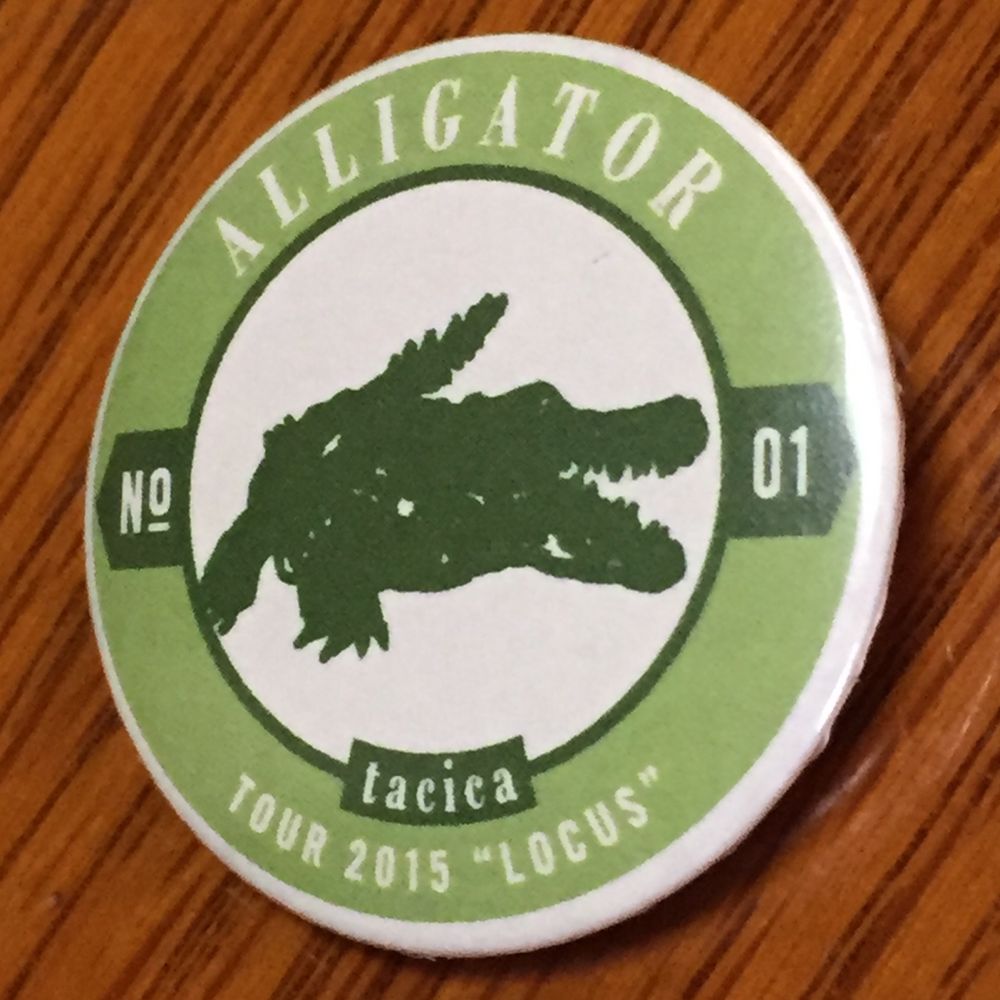 ALLIGATOR
Nº
01
tacica
TOUR 2015 “LOCUS”